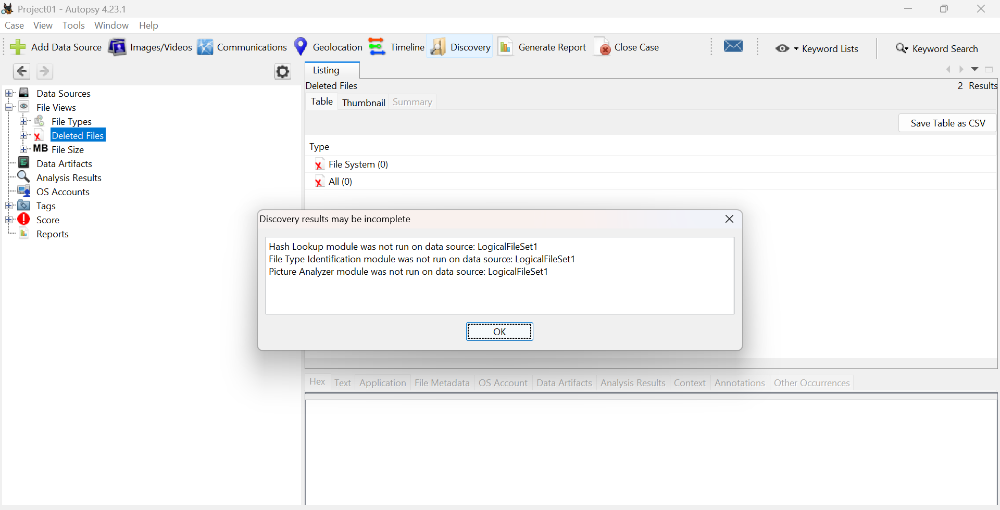 Project01 - Autopsy 4.23.1
Case View Tools Window Help
Add Data Source Images/Videos Communications Geolocation Timeline Discovery Generate Report Close Case Keyword Lists Keyword Search
Listing
Deleted Files 2 Results
Table Thumbnail Summary
Save Table as CSV
Type
File System (0)
All (0)
Data Sources
File Views
File Types
Deleted Files
MB File Size
Data Artifacts
Analysis Results
OS Accounts
Tags
Score
Reports
Discovery results may be incomplete
Hash Lookup module was not run on data source: LogicalFileSet1
File Type Identification module was not run on data source: LogicalFileSet1
Picture Analyzer module was not run on data source: LogicalFileSet1
OK
Hex Text Application File Metadata OS Account Data Artifacts Analysis Results Context Annotations Other Occurrences